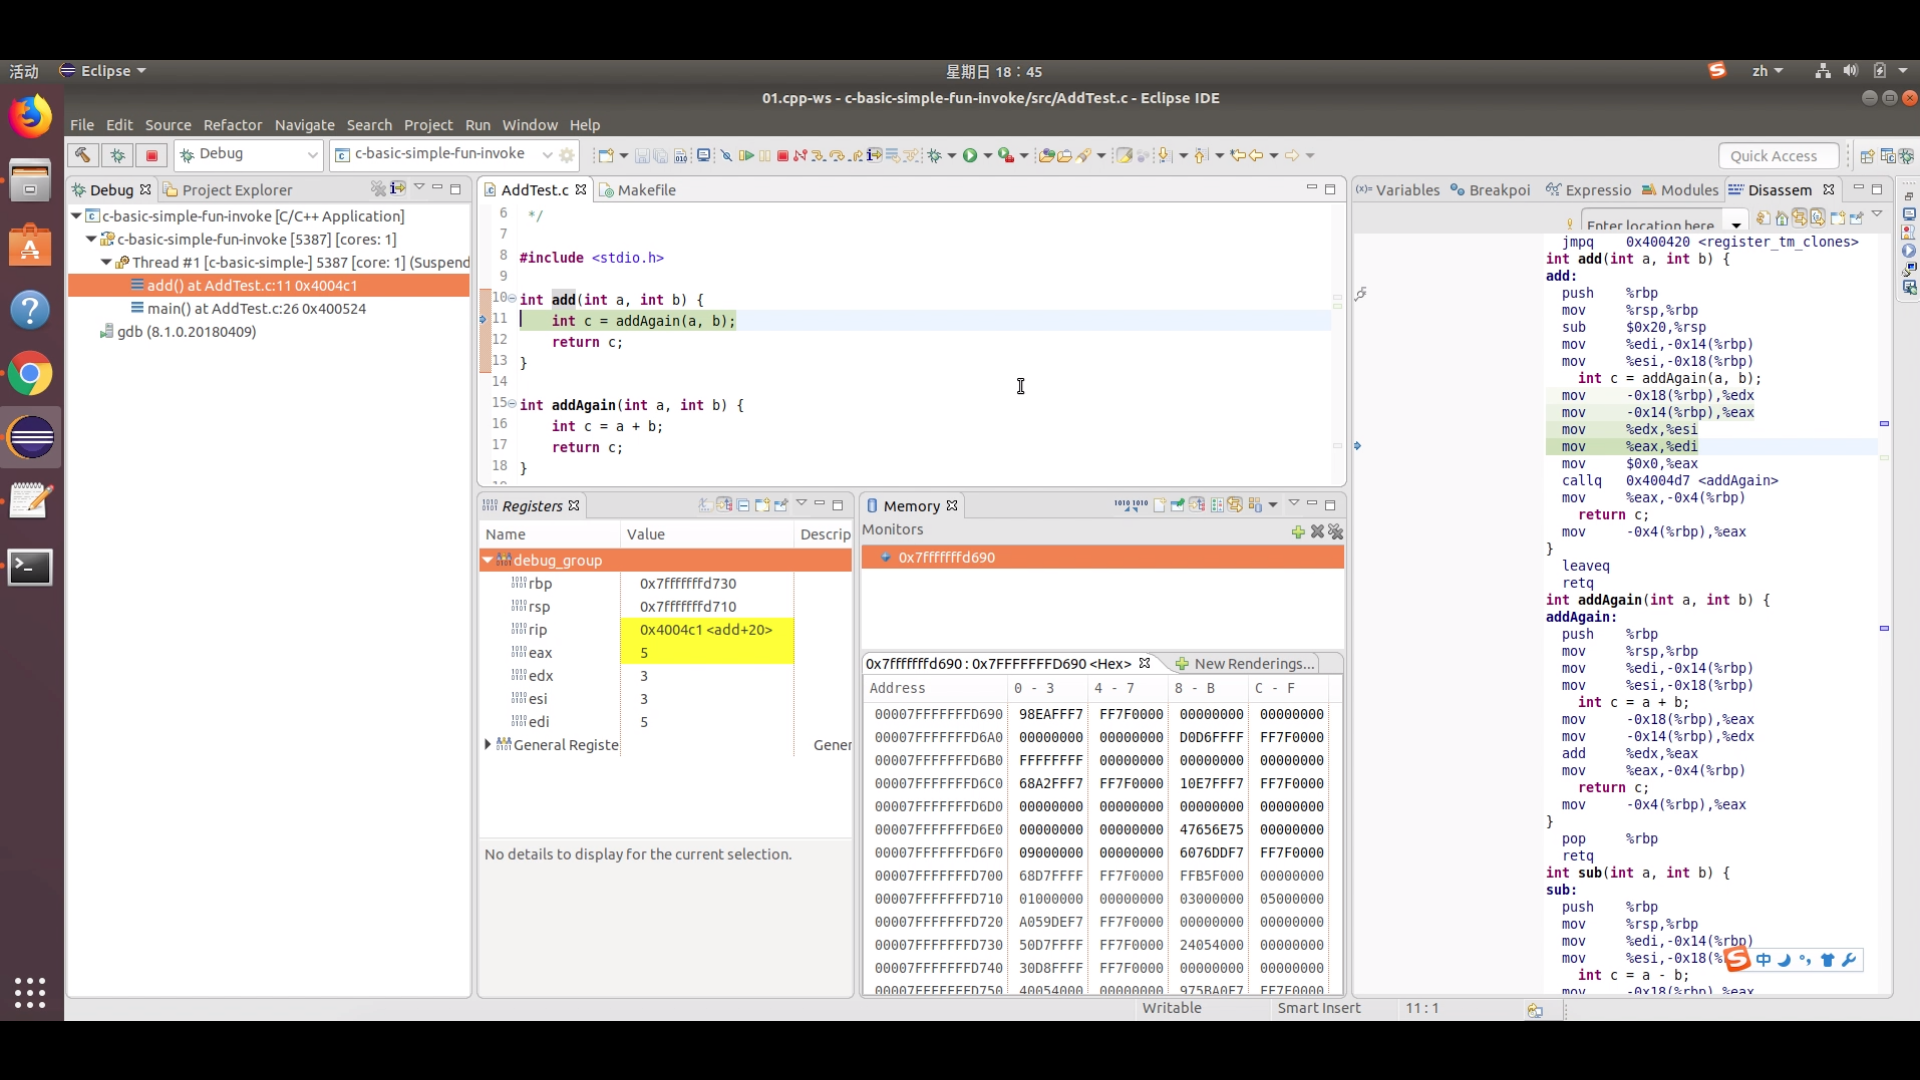 活动
Eclipse
星期日 18：45
zh
01.cpp-ws - c-basic-simple-fun-invoke/src/AddTest.c - Eclipse IDE
File Edit Source Refactor Navigate Search Project Run Window Help
Debug
c-basic-simple-fun-invoke
Quick Access
Debug
Project Explorer
c-basic-simple-fun-invoke [C/C++ Application]
c-basic-simple-fun-invoke [5387] [cores: 1]
Thread #1 [c-basic-simple-] 5387 [core: 1] (Suspend
add() at AddTest.c:11 0x4004c1
main() at AddTest.c:26 0x400524
gdb (8.1.0.20180409)
AddTest.c
Makefile
6 */
7
8 #include <stdio.h>
9
10 int add(int a, int b) {
11 int c = addAgain(a, b);
12 return c;
13 }
14
15 int addAgain(int a, int b) {
16 int c = a + b;
17 return c;
18 }
Registers
Name Value Descrip
debug_group
rbp 0x7fffffffd730
rsp 0x7fffffffd710
rip 0x4004c1 <add+20>
eax 5
edx 3
esi 3
edi 5
General Registe Gener
No details to display for the current selection.
Memory
Monitors
0x7fffffffd690
0x7fffffffd690 : 0x7FFFFFFFD690 <Hex>
New Renderings...
Address 0 - 3 4 - 7 8 - B C - F
00007FFFFFFFD690 98EAFFF7 FF7F0000 00000000 00000000
00007FFFFFFFD6A0 00000000 00000000 D0D6FFFF FF7F0000
00007FFFFFFFD6B0 FFFFFFFF 00000000 00000000 00000000
00007FFFFFFFD6C0 68A2FFF7 FF7F0000 10E7FFF7 FF7F0000
00007FFFFFFFD6D0 00000000 00000000 00000000 00000000
00007FFFFFFFD6E0 00000000 00000000 47656E75 00000000
00007FFFFFFFD6F0 09000000 00000000 6076DDF7 FF7F0000
00007FFFFFFFD700 68D7FFFF FF7F0000 FFB5F000 00000000
00007FFFFFFFD710 01000000 00000000 03000000 05000000
00007FFFFFFFD720 A059DEF7 FF7F0000 00000000 00000000
00007FFFFFFFD730 50D7FFFF FF7F0000 24054000 00000000
00007FFFFFFFD740 30D8FFFF FF7F0000 00000000 00000000
00007FFFFFFFD750 40054000 00000000 975BA0F7 FF7F0000
Variables
Breakpoi
Expressio
Modules
Disassem
Enter location here
jmpq 0x400420 <register_tm_clones>
int add(int a, int b) {
add:
push %rbp
mov %rsp,%rbp
sub $0x20,%rsp
mov %edi,-0x14(%rbp)
mov %esi,-0x18(%rbp)
int c = addAgain(a, b);
mov -0x18(%rbp),%edx
mov -0x14(%rbp),%eax
mov %edx,%esi
mov %eax,%edi
mov $0x0,%eax
callq 0x4004d7 <addAgain>
mov %eax,-0x4(%rbp)
return c;
mov -0x4(%rbp),%eax
}
leaveq
retq
int addAgain(int a, int b) {
addAgain:
push %rbp
mov %rsp,%rbp
mov %edi,-0x14(%rbp)
mov %esi,-0x18(%rbp)
int c = a + b;
mov -0x18(%rbp),%eax
mov -0x14(%rbp),%edx
add %edx,%eax
mov %eax,-0x4(%rbp)
return c;
mov -0x4(%rbp),%eax
}
pop %rbp
retq
int sub(int a, int b) {
sub:
push %rbp
mov %rsp,%rbp
mov %edi,-0x14(%rbp)
mov %esi,-0x18(%
中
int c = a - b;
mov -0x18(%rbp),%eax
Writable
Smart Insert
11 : 1